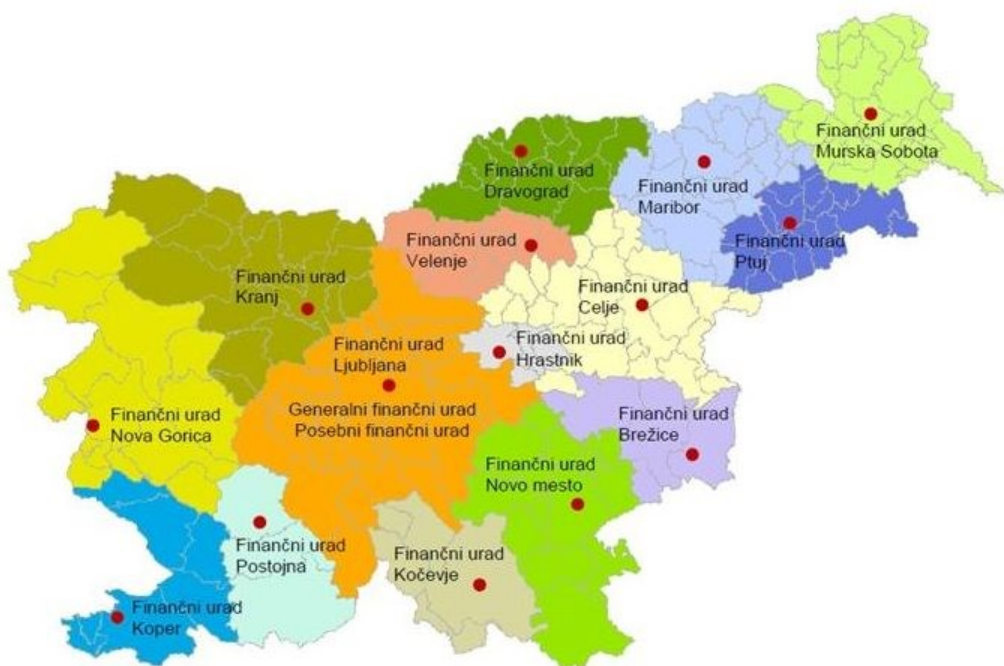 Finančni urad
Murska Sobota
Finančni urad
Dravograd
Finančni urad
Maribor
Finančni urad
Ptuj
Finančni urad
Velenje
Finančni urad
Kranj
Finančni urad
Celje
Finančni urad
Hrastnik
Finančni urad
Ljubljana
Generalni finančni urad
Posebni finančni urad
Finančni urad
Nova Gorica
Finančni urad
Brežice
Finančni urad
Novo mesto
Finančni urad
Postojna
Finančni urad
Kočevje
Finančni urad
Koper